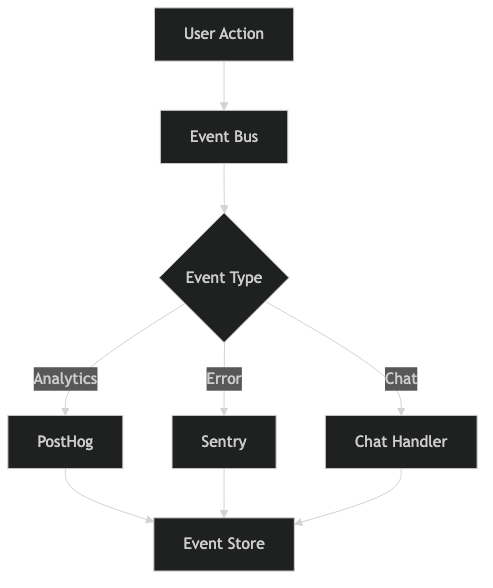 User Action
Event Bus
Event Type
Analytics
Error
Chat
PostHog
Sentry
Chat Handler
Event Store